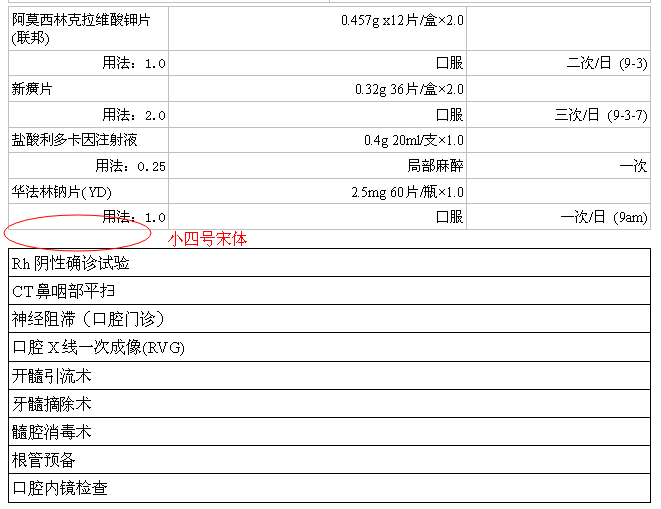 阿莫西林克拉维酸钾片 0.457g x12片/盒×2.0
(联邦)
用法：1.0 口服 二次/日 (9-3)
新癀片 0.32g 36片/盒×2.0
用法：2.0 口服 三次/日 (9-3-7)
盐酸利多卡因注射液 0.4g 20ml/支×1.0
用法：0.25 局部麻醉 一次
华法林钠片(YD) 2.5mg 60片/瓶×1.0
用法：1.0 口服 一次/日 (9am)
小四号宋体
Rh 阴性确诊试验
CT 鼻咽部平扫
神经阻滞（口腔门诊）
口腔 X 线一次成像(RVG)
开髓引流术
牙髓摘除术
髓腔消毒术
根管预备
口腔内镜检查